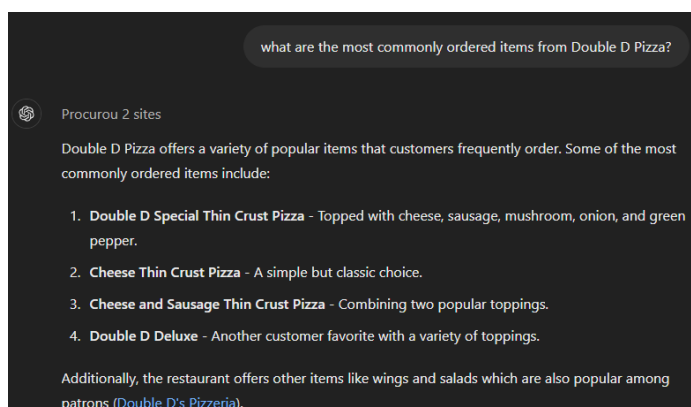 what are the most commonly ordered items from Double D Pizza?
Procurou 2 sites
Double D Pizza offers a variety of popular items that customers frequently order. Some of the most
commonly ordered items include:
1. Double D Special Thin Crust Pizza - Topped with cheese, sausage, mushroom, onion, and green
pepper.
2. Cheese Thin Crust Pizza - A simple but classic choice.
3. Cheese and Sausage Thin Crust Pizza - Combining two popular toppings.
4. Double D Deluxe - Another customer favorite with a variety of toppings.
Additionally, the restaurant offers other items like wings and salads which are also popular among
patrons (Double D's Pizzeria).